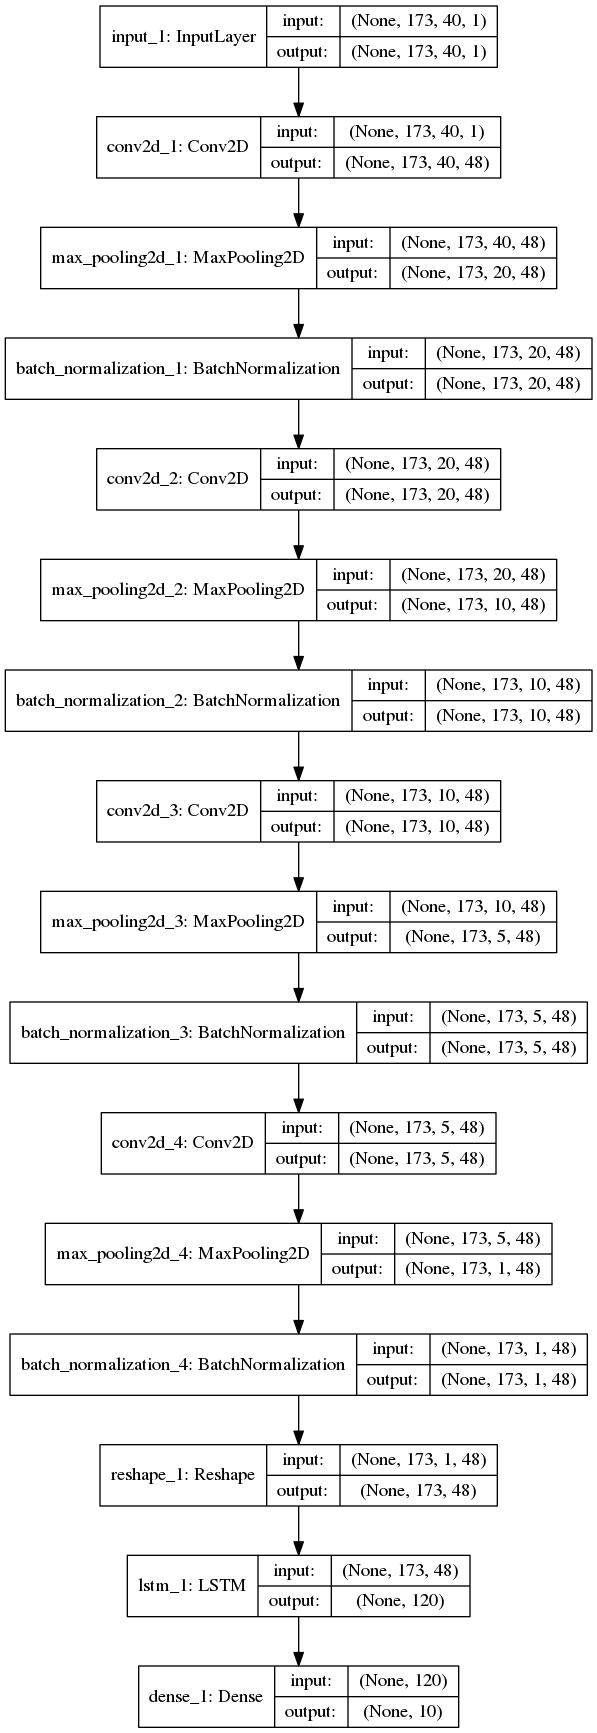 input_1: InputLayer
input: (None, 173, 40, 1)
output: (None, 173, 40, 1)
conv2d_1: Conv2D
input: (None, 173, 40, 1)
output: (None, 173, 40, 48)
max_pooling2d_1: MaxPooling2D
input: (None, 173, 40, 48)
output: (None, 173, 20, 48)
batch_normalization_1: BatchNormalization
input: (None, 173, 20, 48)
output: (None, 173, 20, 48)
conv2d_2: Conv2D
input: (None, 173, 20, 48)
output: (None, 173, 20, 48)
max_pooling2d_2: MaxPooling2D
input: (None, 173, 20, 48)
output: (None, 173, 10, 48)
batch_normalization_2: BatchNormalization
input: (None, 173, 10, 48)
output: (None, 173, 10, 48)
conv2d_3: Conv2D
input: (None, 173, 10, 48)
output: (None, 173, 10, 48)
max_pooling2d_3: MaxPooling2D
input: (None, 173, 10, 48)
output: (None, 173, 5, 48)
batch_normalization_3: BatchNormalization
input: (None, 173, 5, 48)
output: (None, 173, 5, 48)
conv2d_4: Conv2D
input: (None, 173, 5, 48)
output: (None, 173, 5, 48)
max_pooling2d_4: MaxPooling2D
input: (None, 173, 5, 48)
output: (None, 173, 1, 48)
batch_normalization_4: BatchNormalization
input: (None, 173, 1, 48)
output: (None, 173, 1, 48)
reshape_1: Reshape
input: (None, 173, 1, 48)
output: (None, 173, 48)
lstm_1: LSTM
input: (None, 173, 48)
output: (None, 120)
dense_1: Dense
input: (None, 120)
output: (None, 10)